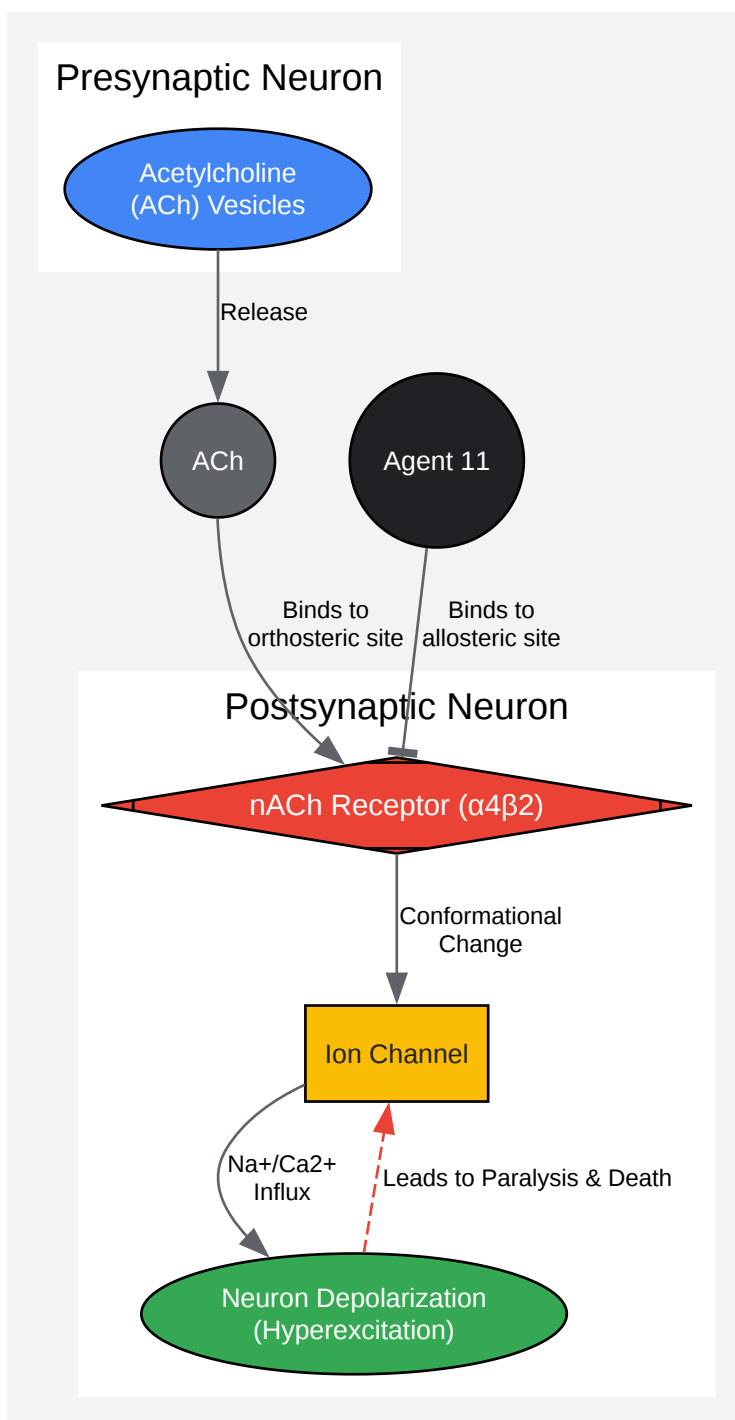 Presynaptic Neuron
Acetylcholine
(ACh) Vesicles
Release
ACh
Agent 11
Binds to
orthosteric site
Binds to
allosteric site
Postsynaptic Neuron
nACh Receptor (α4β2)
Conformational
Change
Ion Channel
Na+/Ca2+
Influx
Leads to Paralysis & Death
Neuron Depolarization
(Hyperexcitation)